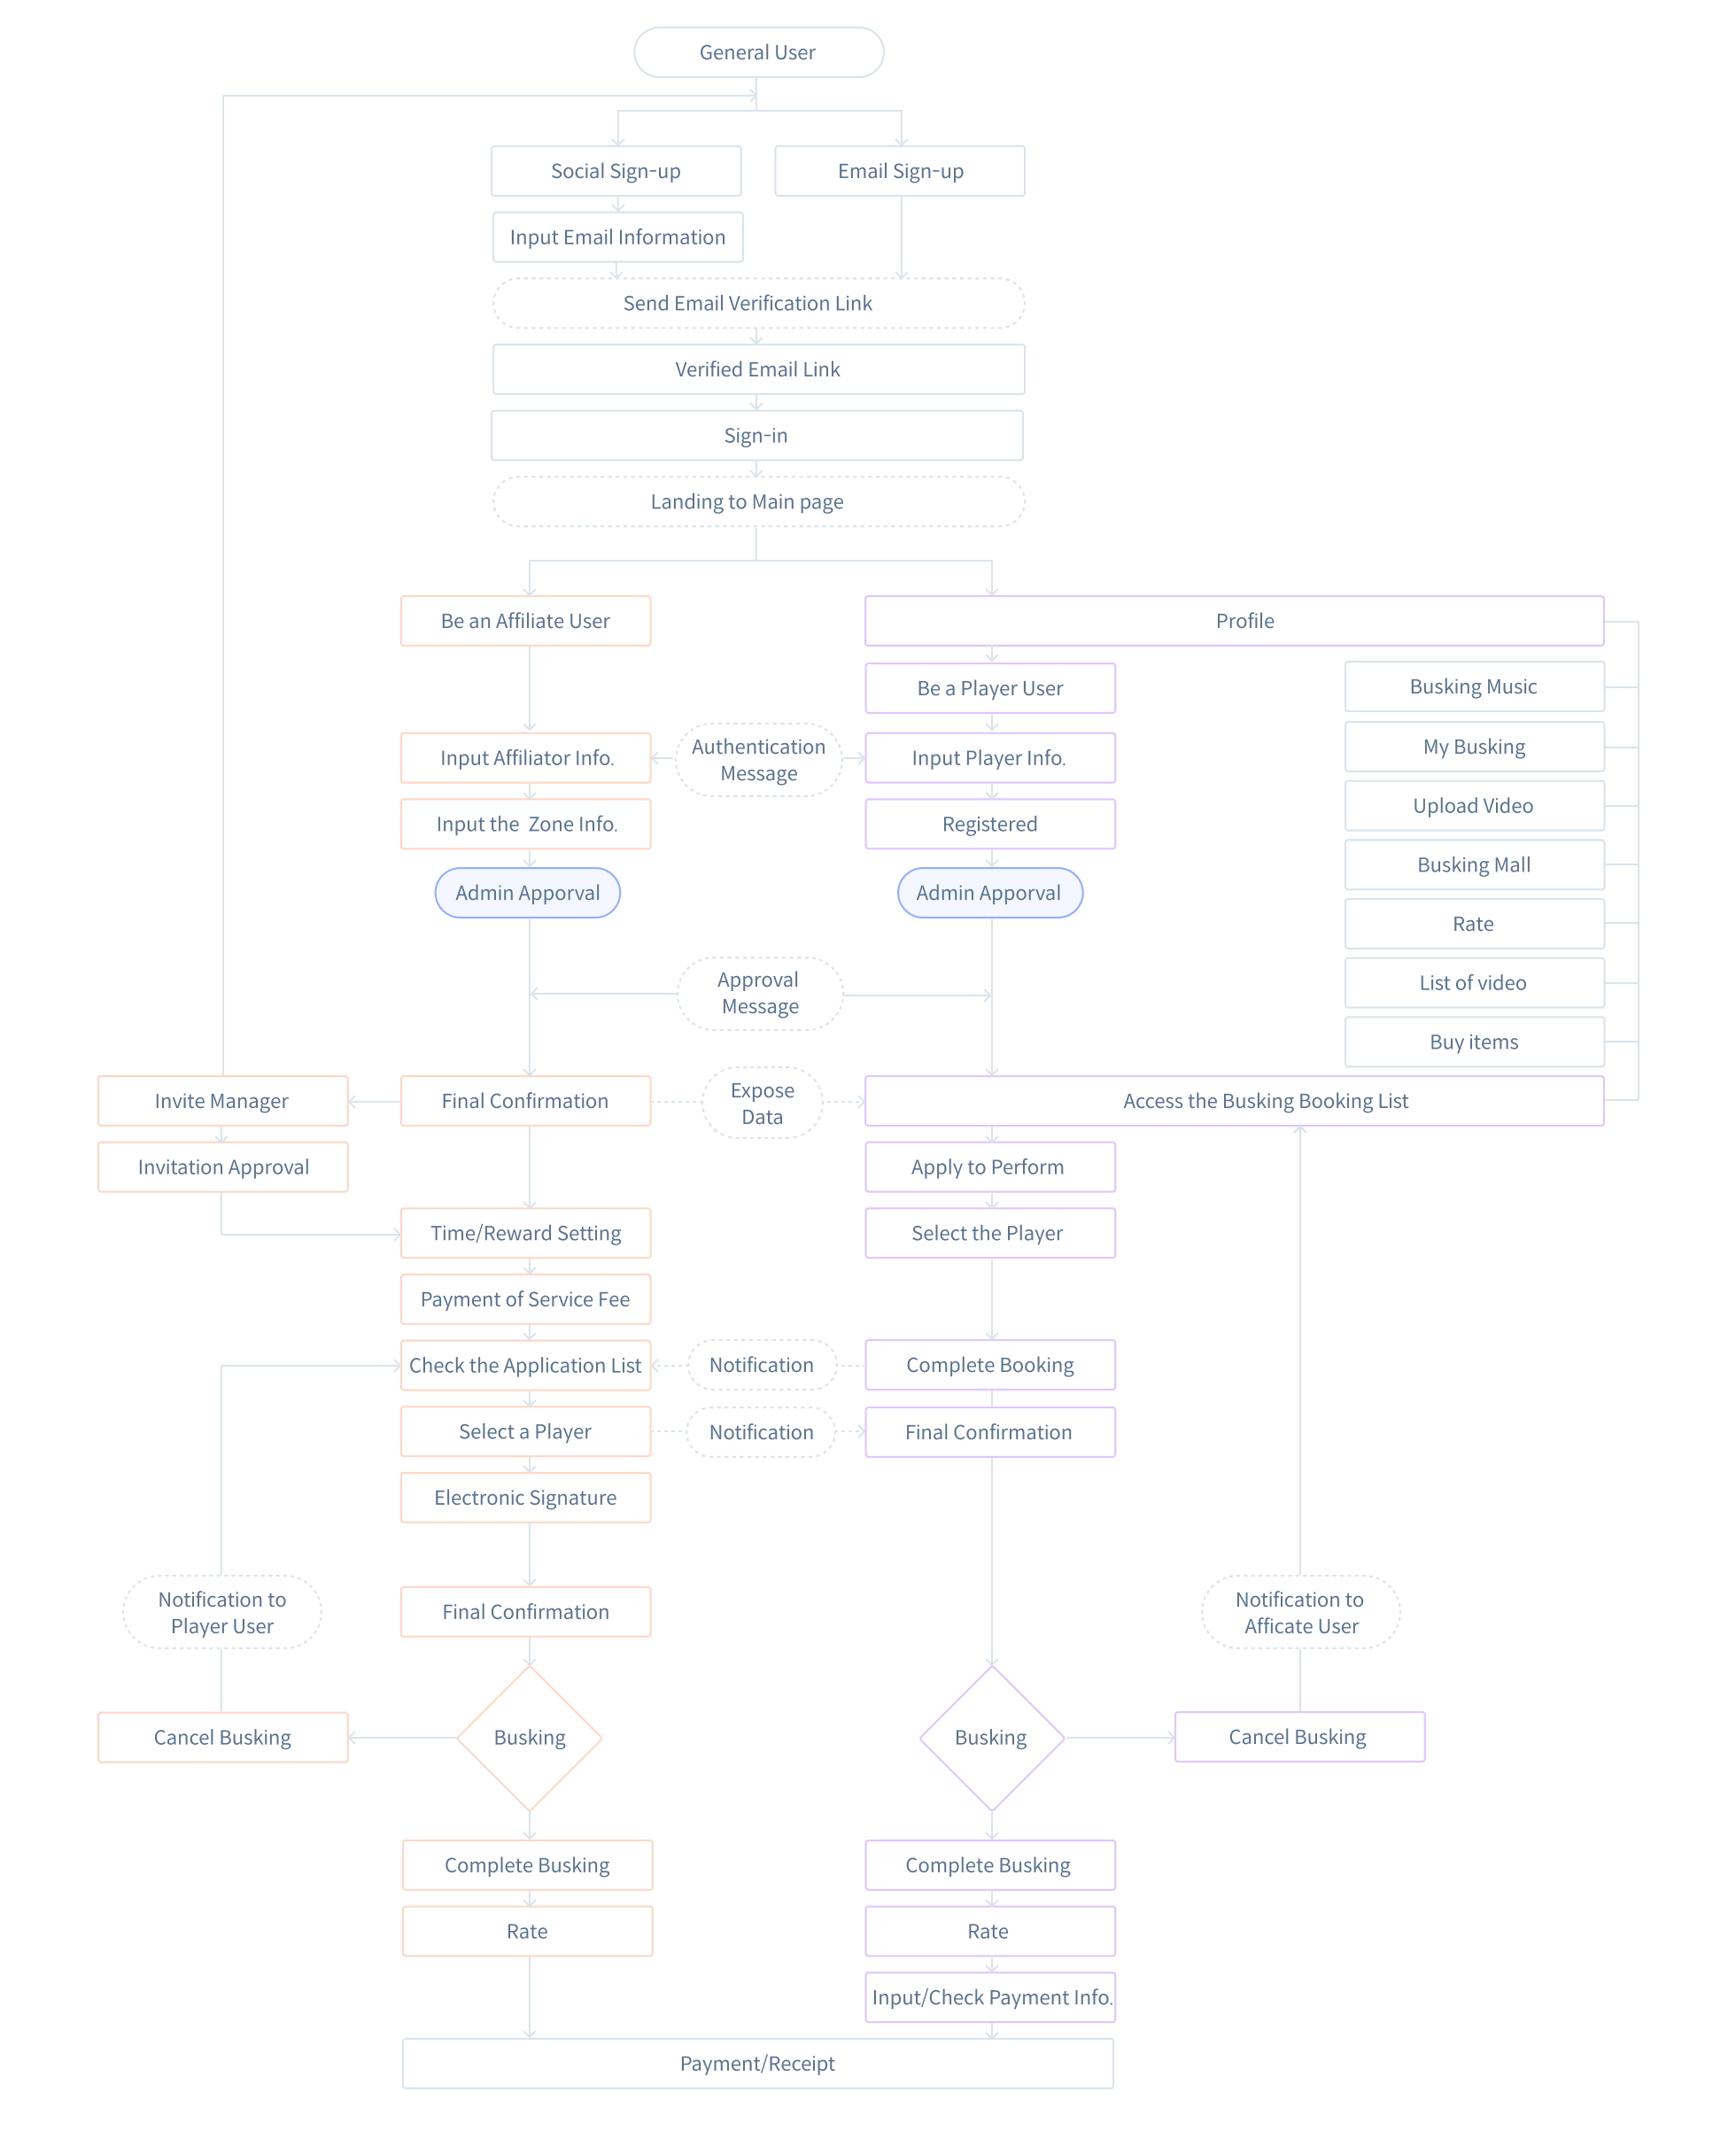 General User
Social Sign-up
Email Sign-up
Input Email Information
Send Email Verification Link
Verified Email Link
Sign-in
Landing to Main page
Be an Affiliate User
Profile
Be a Player User
Busking Music
My Busking
Authentication
Message
Input Affiliator Info.
Input Player Info.
Upload Video
Input the  Zone Info.
Registered
Busking Mall
Admin Apporval
Admin Apporval
Rate
Approval
Message
List of video
Buy items
Invite Manager
Final Confirmation
Expose
Data
Access the Busking Booking List
Invitation Approval
Apply to Perform
Time/Reward Setting
Select the Player
Payment of Service Fee
Check the Application List
Notification
Complete Booking
Select a Player
Notification
Final Confirmation
Electronic Signature
Notification to
Player User
Final Confirmation
Notification to
Afficate User
Cancel Busking
Busking
Busking
Cancel Busking
Complete Busking
Complete Busking
Rate
Rate
Input/Check Payment Info.
Payment/Receipt